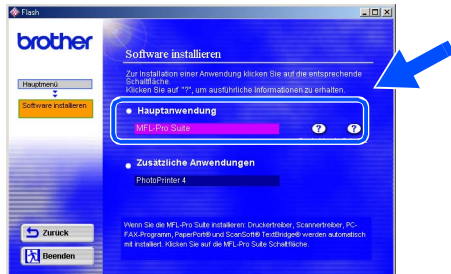 Flash
brother
Software installieren
Zur Installation einer Anwendung klicken Sie auf die entsprechende
Schaltfläche.
Klicken Sie auf "?", um ausführliche Informationen zu erhalten.
Hauptmenü
Software installieren
Hauptanwendung
MFL-Pro Suite
?
?
Zusätzliche Anwendungen
PhotoPrinter 4
Wenn Sie die MFL-Pro Suite installieren: Druckertreiber, Scannertreiber, PC-
FAX-Programm, PaperPort® und ScanSoft® TextBridge® werden automatisch
mit installiert. Klicken Sie auf die MFL-Pro Suite Schaltfläche.
Zurück
Beenden